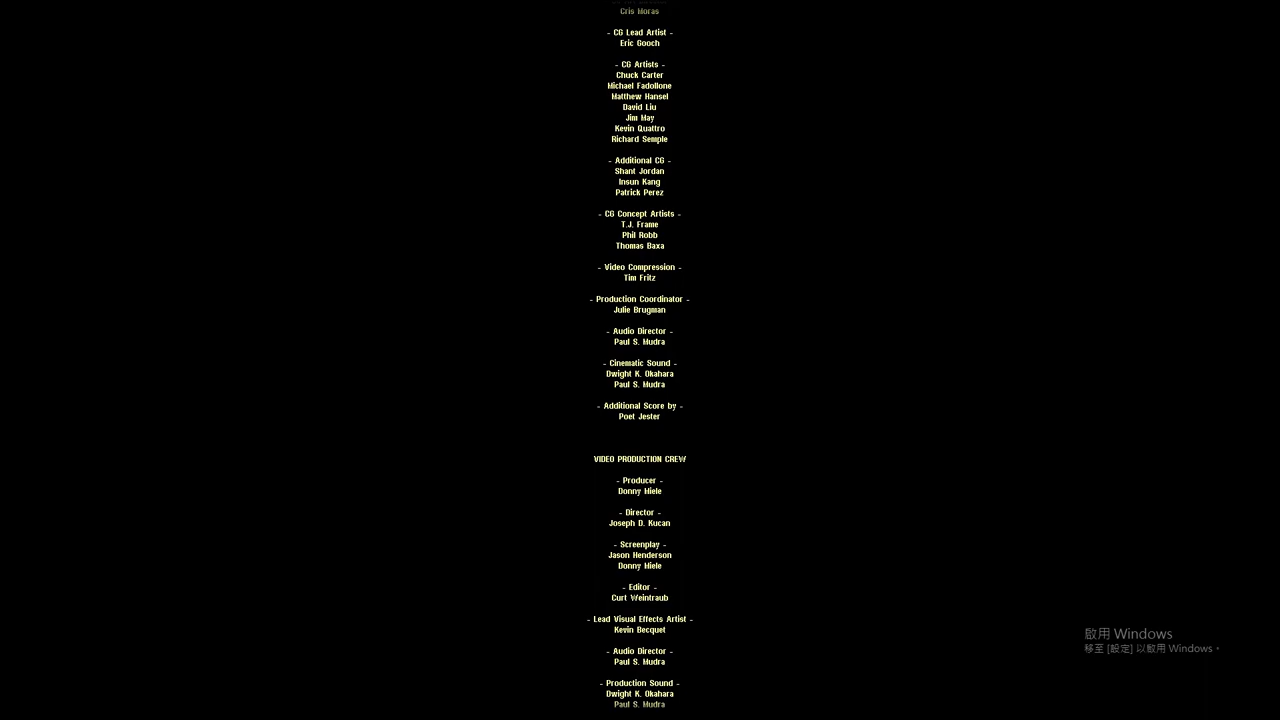 Cris Moras
- CG Lead Artist -
Eric Gooch
- CG Artists -
Chuck Carter
Michael Fadollone
Matthew Hansel
David Liu
Jim May
Kevin Quattro
Richard Semple
- Additional CG -
Shant Jordan
Insun Kang
Patrick Perez
- CG Concept Artists -
T.J. Frame
Phil Robb
Thomas Baxa
- Video Compression -
Tim Fritz
- Production Coordinator -
Julie Brugman
- Audio Director -
Paul S. Mudra
- Cinematic Sound -
Dwight K. Okahara
Paul S. Mudra
- Additional Score by -
Poet Jester
VIDEO PRODUCTION CREW
- Producer -
Donny Miele
- Director -
Joseph D. Kucan
- Screenplay -
Jason Henderson
Donny Miele
- Editor -
Curt Weintraub
- Lead Visual Effects Artist -
Kevin Becquet
- Audio Director -
Paul S. Mudra
- Production Sound -
Dwight K. Okahara
Paul S. Mudra
啟用 Windows
移至 [設定] 以啟用 Windows。